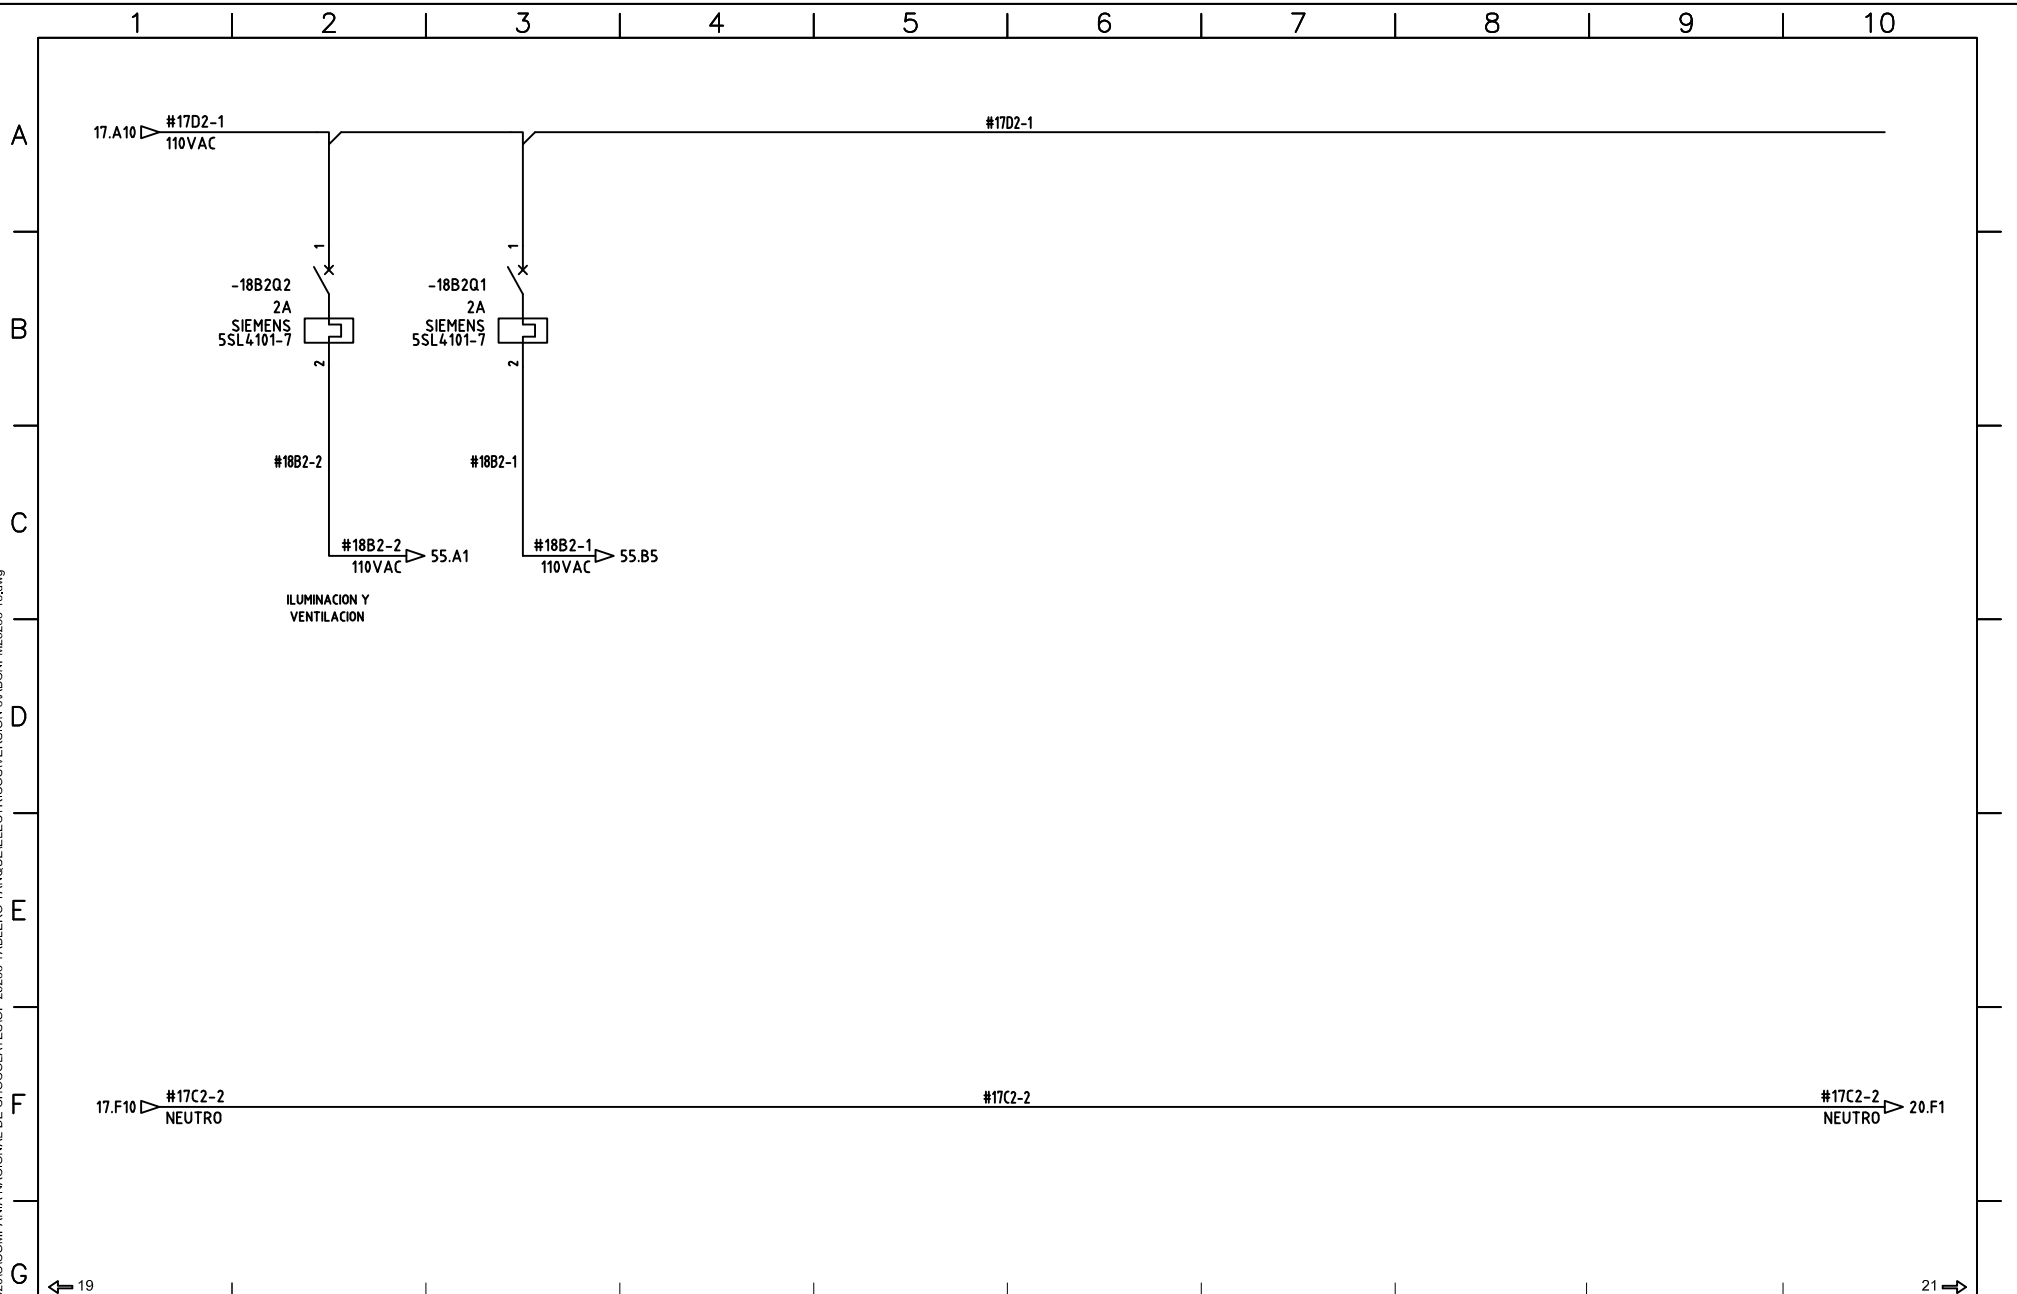 1 2 3 4 5 6 7 8 9 10
A
17.A10 #17D2-1 #17D2-1
110VAC
1 1
-18B2Q2 -18B2Q1
2A 2A
B
SIEMENS SIEMENS
5SL4101-7 5SL4101-7
2 2
#18B2-2 #18B2-1
C
#18B2-2 55.A1 #18B2-1 55.B5
110VAC 110VAC
ILUMINACION Y
VENTILACION
D
E
F
17.F10 #17C2-2 #17C2-2 #17C2-2 20.F1
NEUTRO NEUTRO
G
19 21